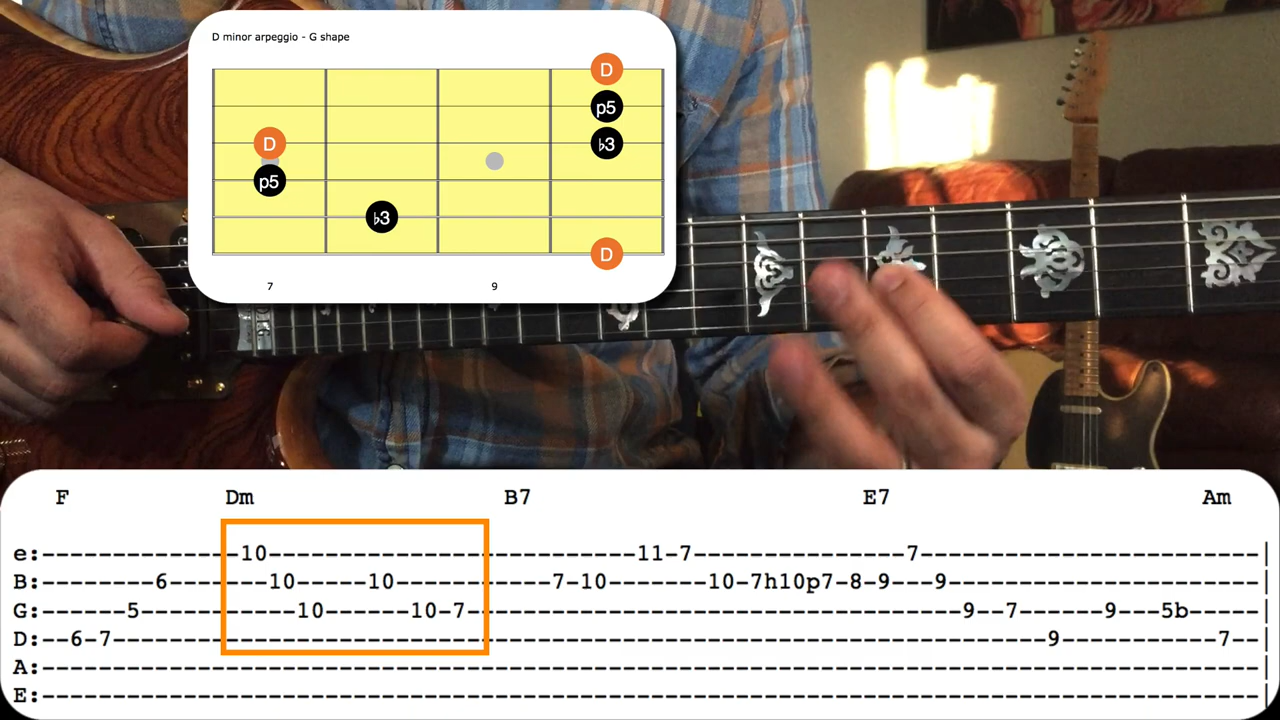 D minor arpeggio - G shape
D
p5
D
♭3
p5
♭3
D
7 9
F Dm B7 E7 Am
e:--------------10---------------------------11-7----------------7------------------------|
B:--------6-------10-----10------------7-10-------10-7h10p7-8-9---9----------------------|
G:------5-----------10------10-7---------------------------------9--7------9---5b------|
D:--6-7-------------------------------------------------------------------9-----------7--|
A:--------------------------------------------------------------------------------------|
E:--------------------------------------------------------------------------------------|